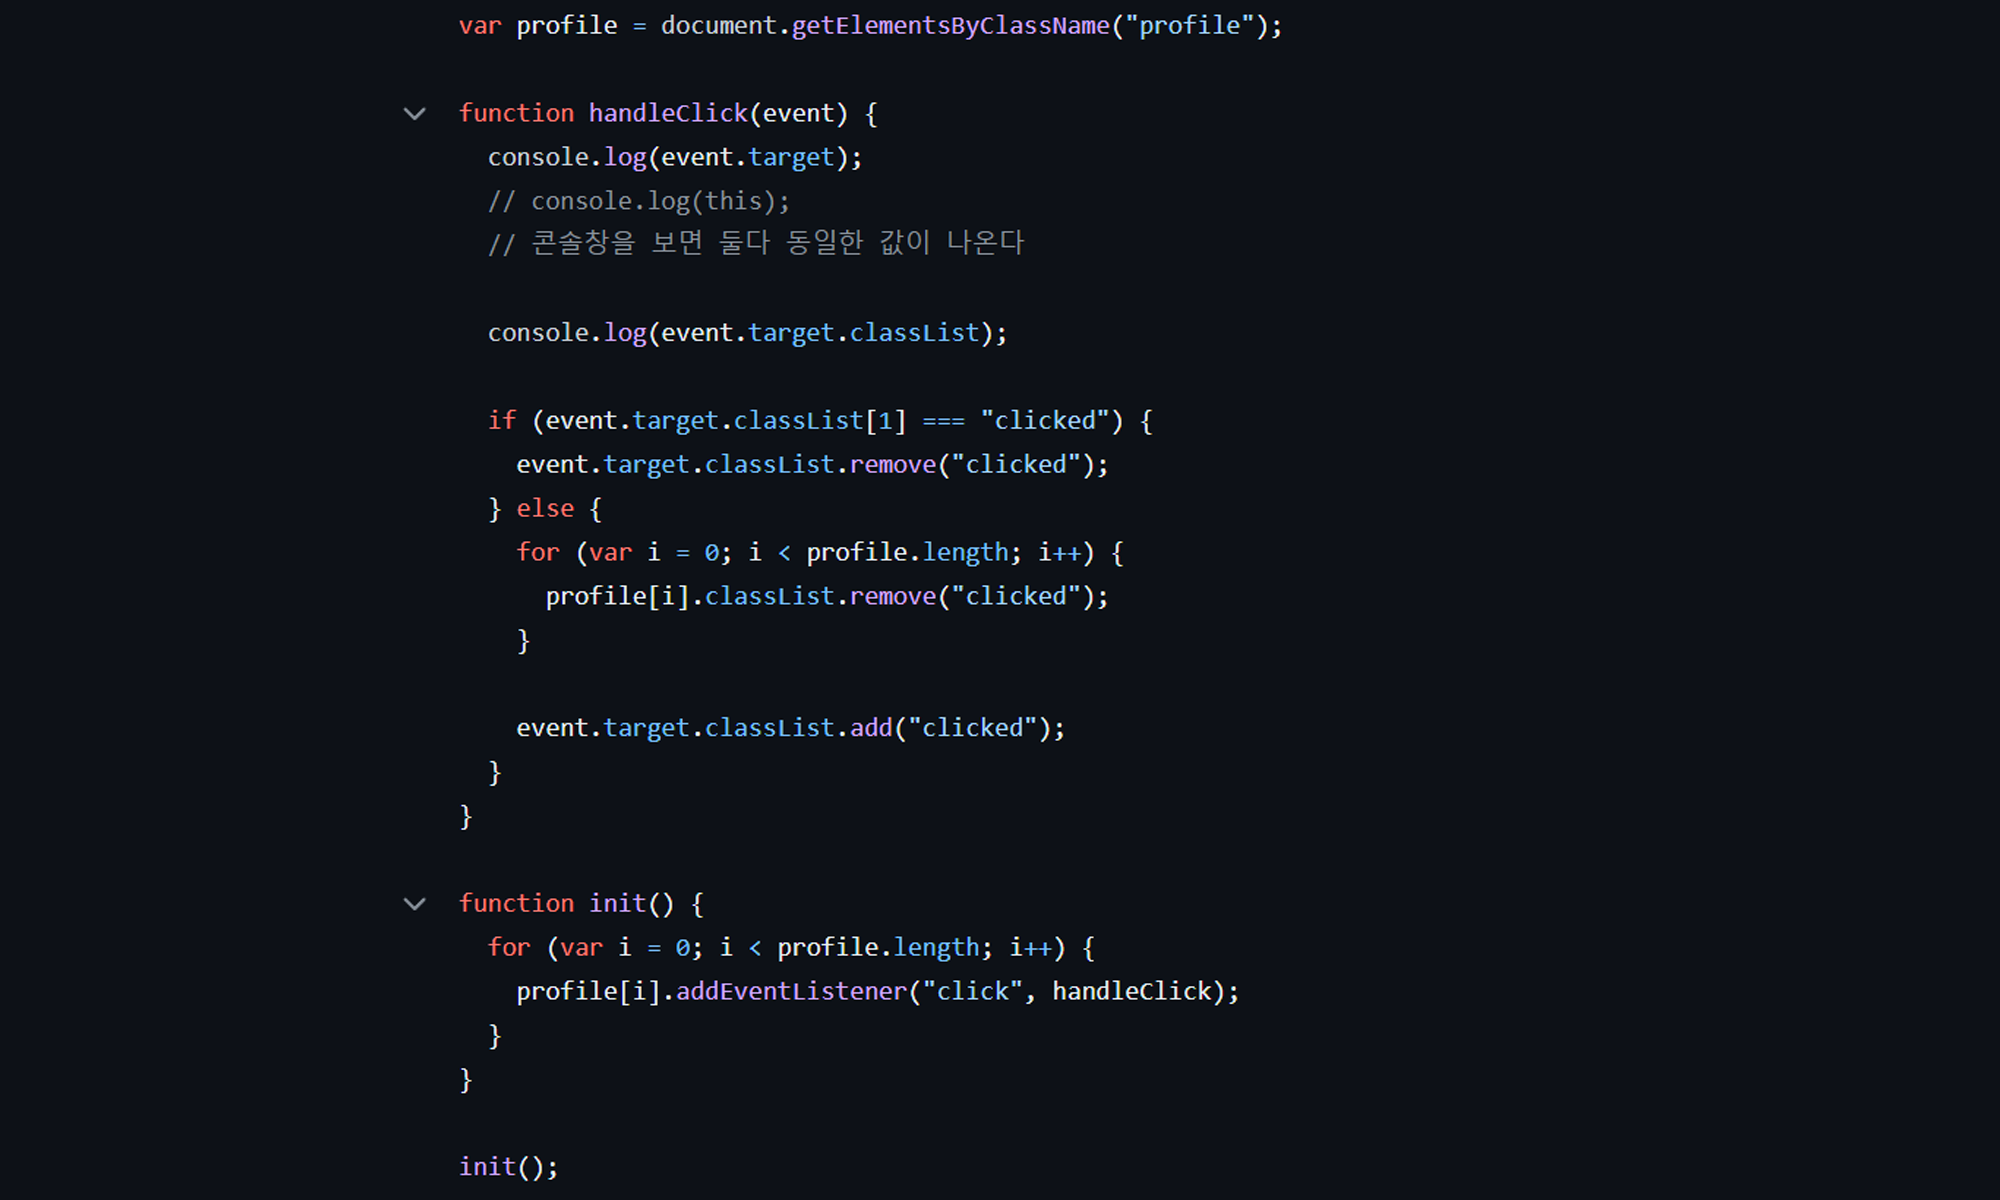 var profile = document.getElementsByClassName("profile");
function handleClick(event) {
console.log(event.target);
// console.log(this);
// 콘솔창을 보면 둘다 동일한 값이 나온다
console.log(event.target.classList);
if (event.target.classList[1] === "clicked") {
event.target.classList.remove("clicked");
} else {
for (var i = 0; i < profile.length; i++) {
profile[i].classList.remove("clicked");
}
event.target.classList.add("clicked");
}
}
function init() {
for (var i = 0; i < profile.length; i++) {
profile[i].addEventListener("click", handleClick);
}
}
init();